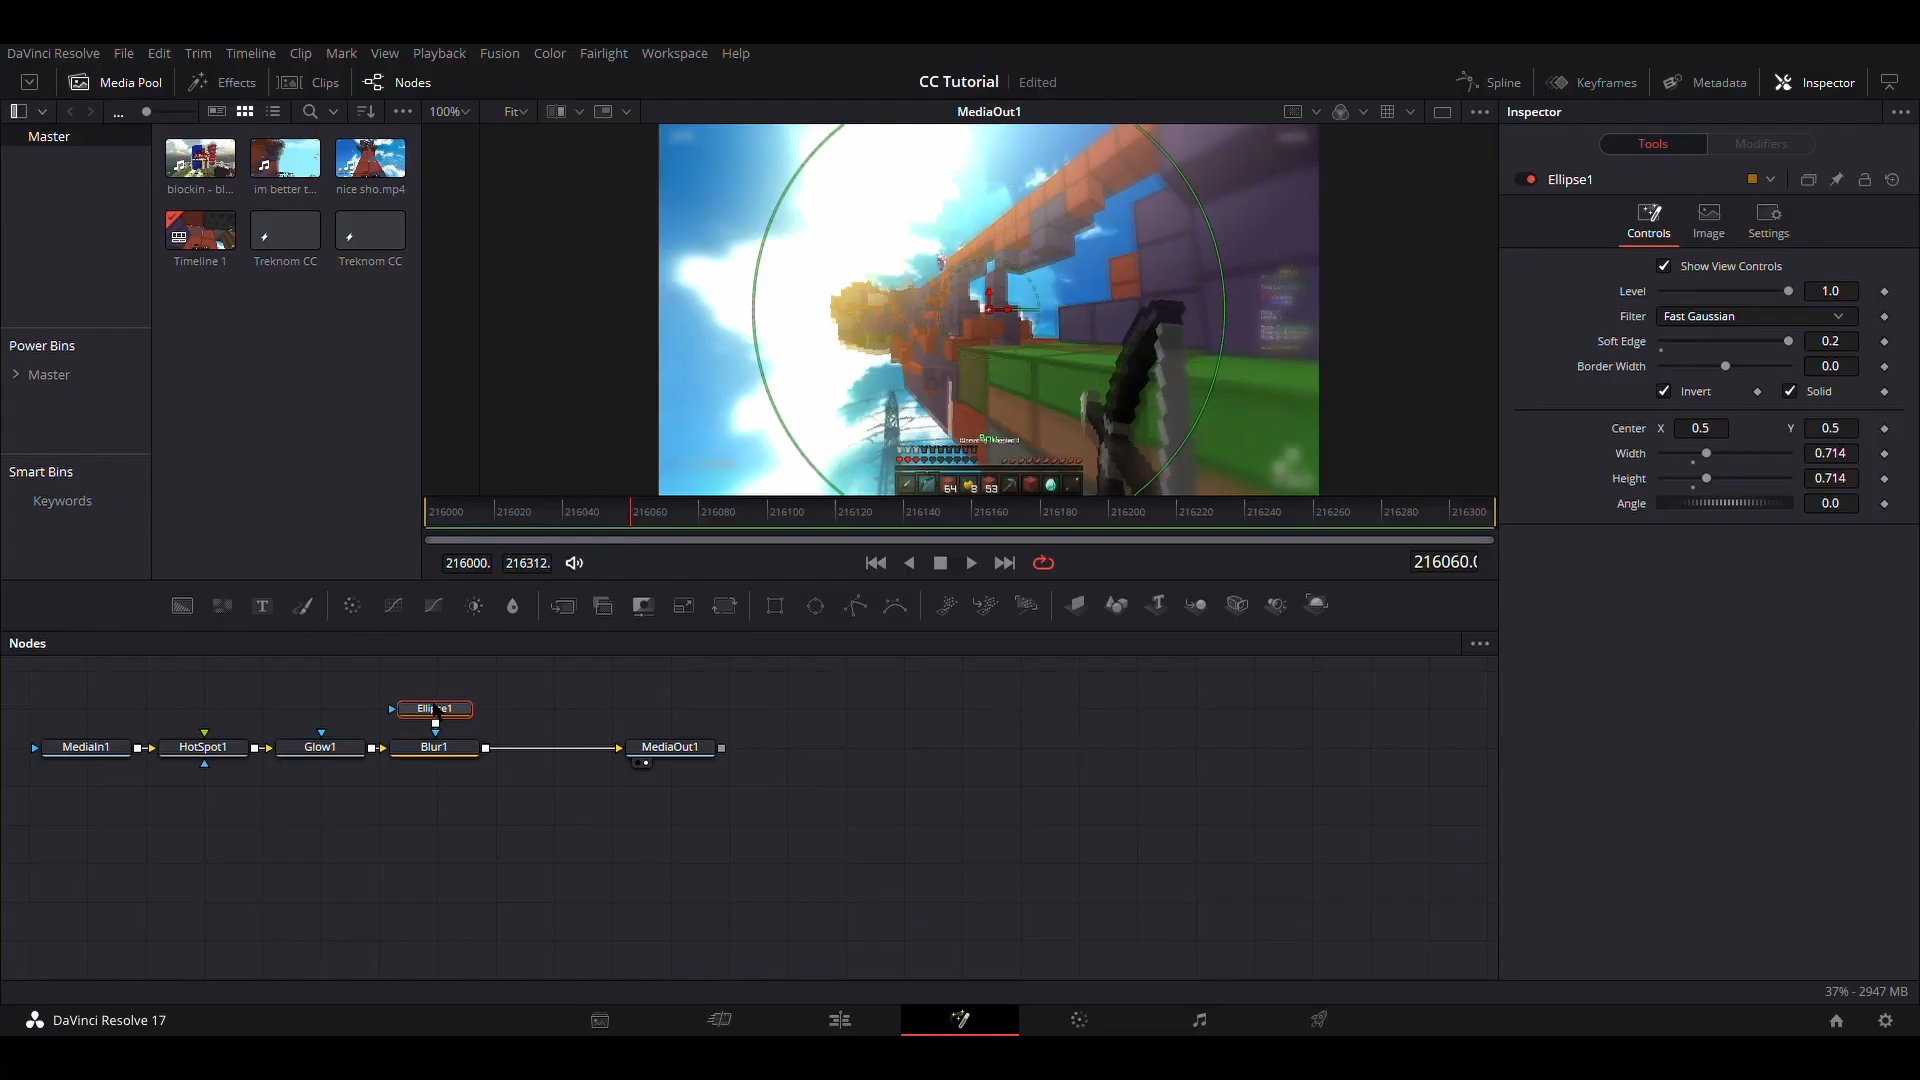 DaVinci Resolve File Edit Trim Timeline Clip Mark View Playback Fusion Color Fairlight Workspace Help
Media Pool Effects Clips Nodes CC Tutorial Edited Spline Keyframes Metadata Inspector
... 100% Fit MediaOut1 Inspector
Master
Tools Modifiers
blockin - bl... im better t... nice sho.mp4
Ellipse1
Timeline 1 Treknom CC Treknom CC
Controls Image Settings
Show View Controls
Level 1.0
Filter Fast Gaussian
Soft Edge 0.2
Border Width 0.0
Invert Solid
Power Bins
Master
Center X 0.5 Y 0.5
Width 0.714
Height 0.714
Angle 0.0
Smart Bins
Keywords
64 8 53
216000 216020 216040 216060 216080 216100 216120 216140 216160 216180 216200 216220 216240 216260 216280 216300
216000. 216312. 216060.0
T
Nodes
Ellipse1
MediaIn1 HotSpot1 Glow1 Blur1 MediaOut1
37% - 2947 MB
DaVinci Resolve 17